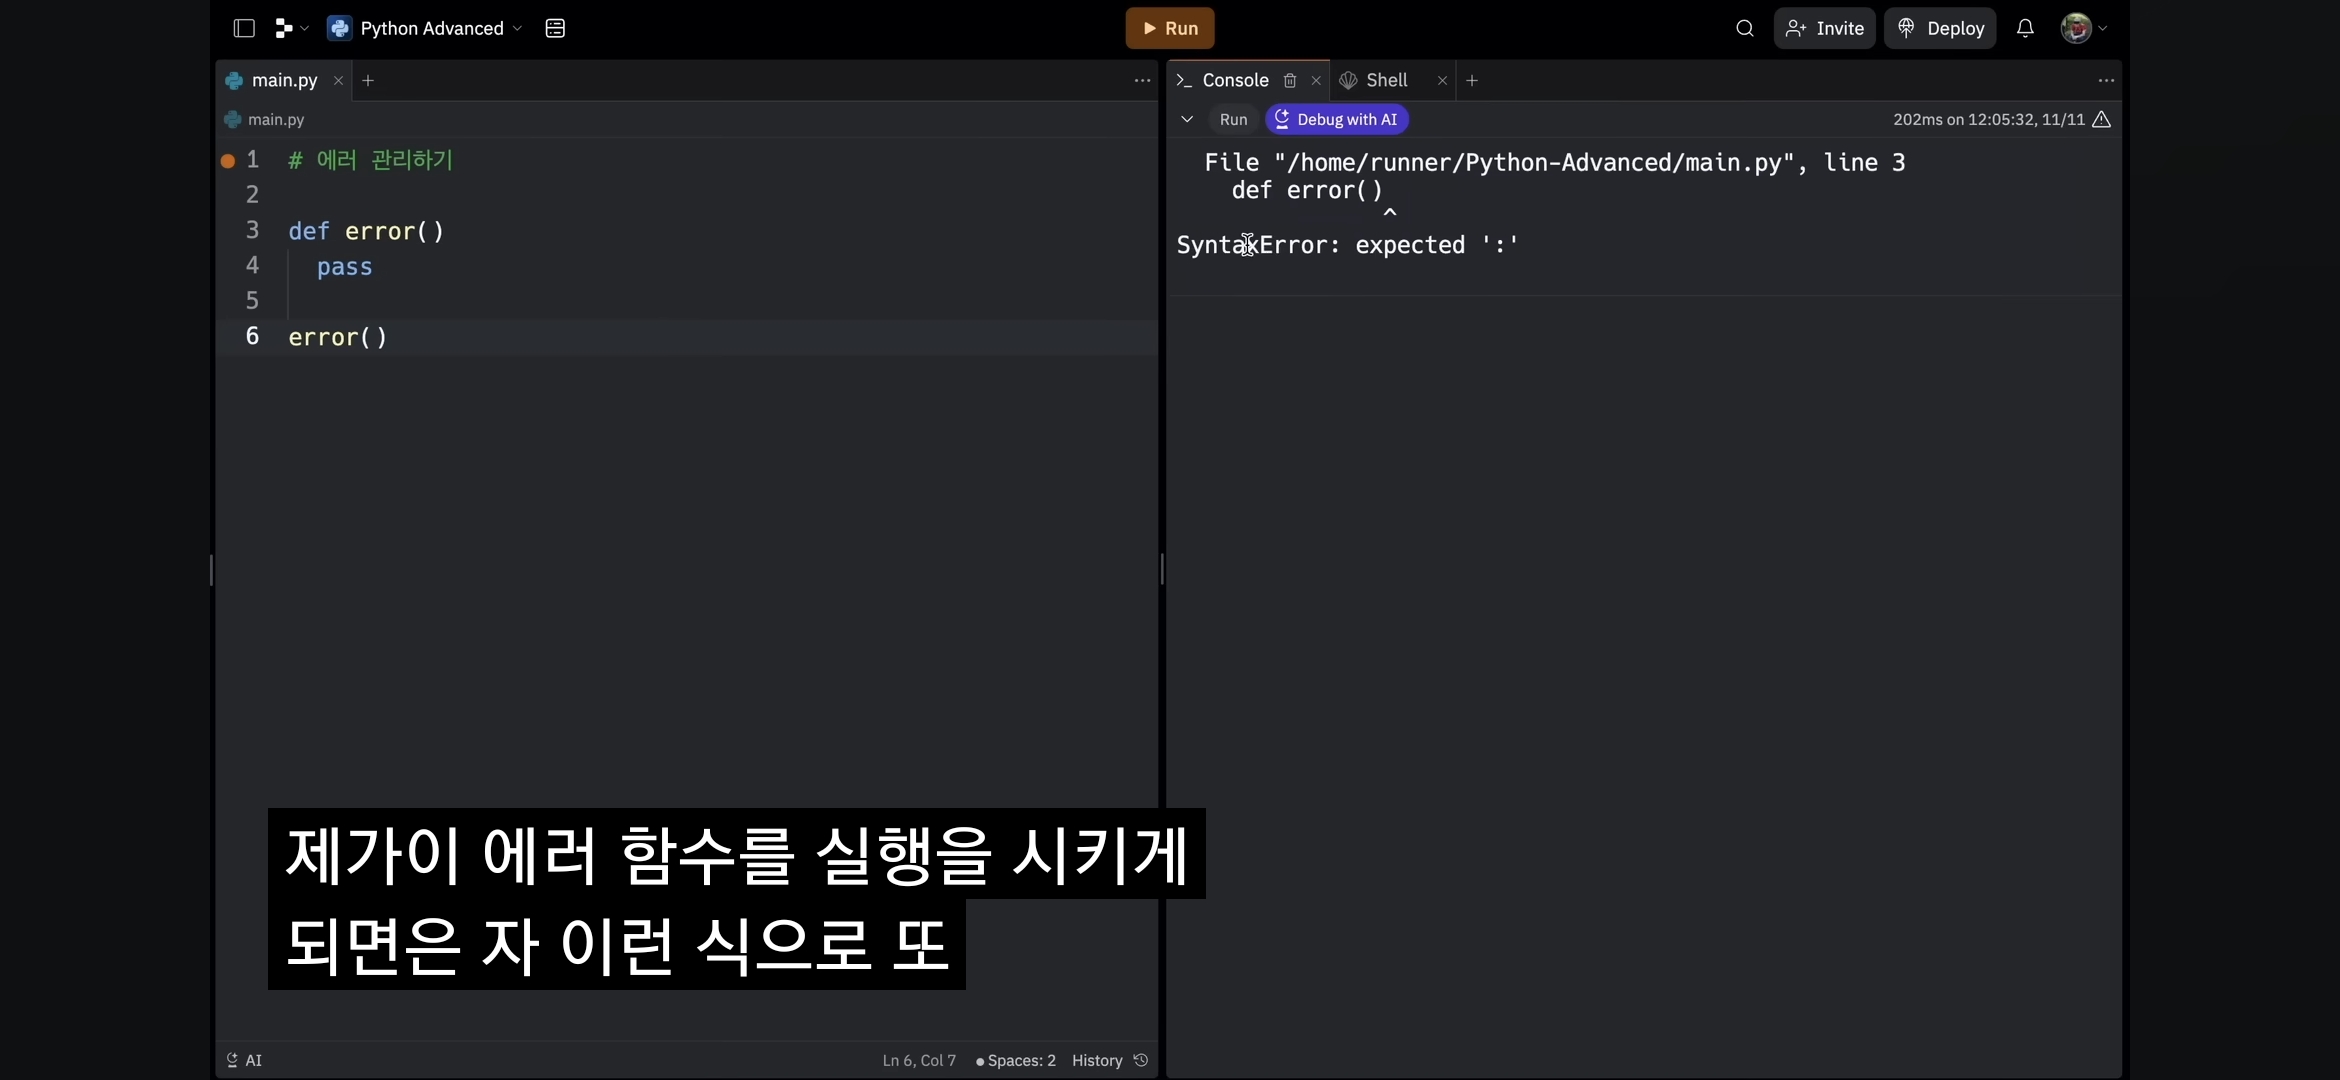 Python Advanced
Run
Invite
Deploy
main.py
main.py
1 # 에러 관리하기
2
3 def error()
4 pass
5
6 error()
Console
Shell
Run
Debug with AI
202ms on 12:05:32, 11/11
File "/home/runner/Python-Advanced/main.py", line 3
def error()
^
SyntaxError: expected ':'
제가이 에러 함수를 실행을 시키게
되면은 자 이런 식으로 또
AI
Ln 6, Col 7
Spaces: 2
History